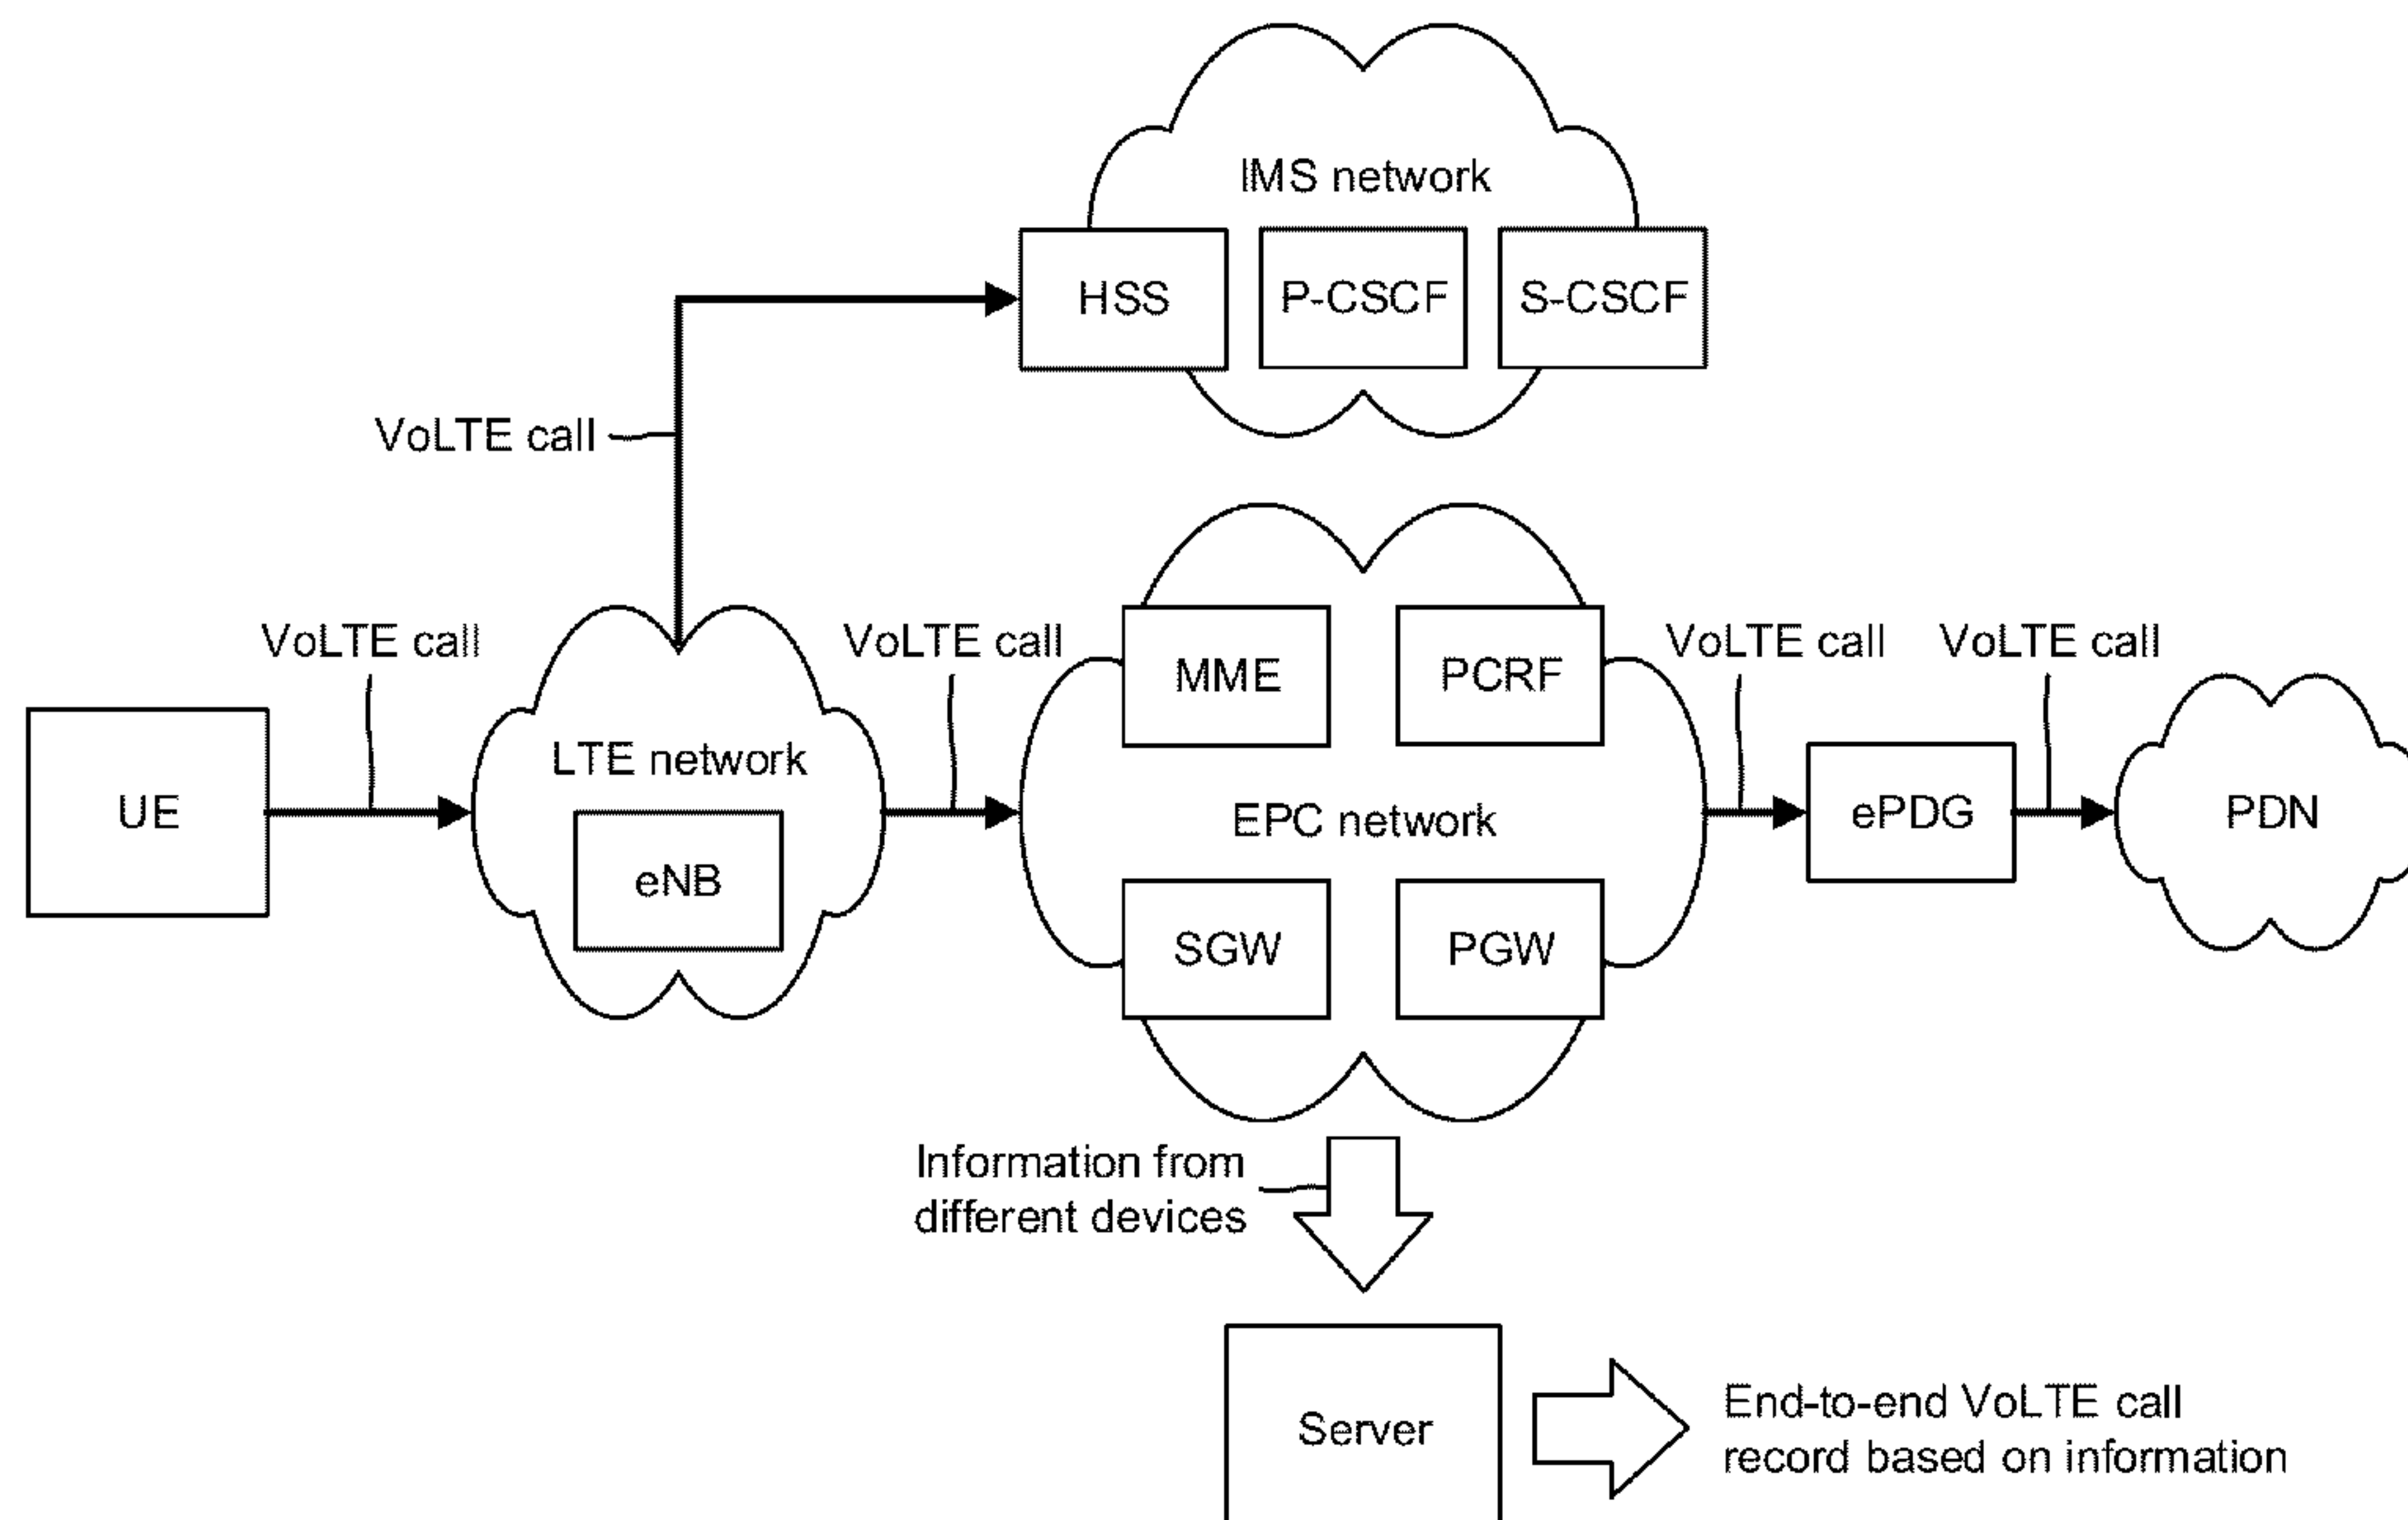 IMS network
HSS
P-CSCF
S-CSCF
VoLTE call
VoLTE call
VoLTE call
VoLTE call
VoLTE call
MME
PCRF
UE
LTE network
eNB
EPC network
ePDG
PDN
SGW
PGW
Information from
different devices
Server
End-to-end VoLTE call
record based on information